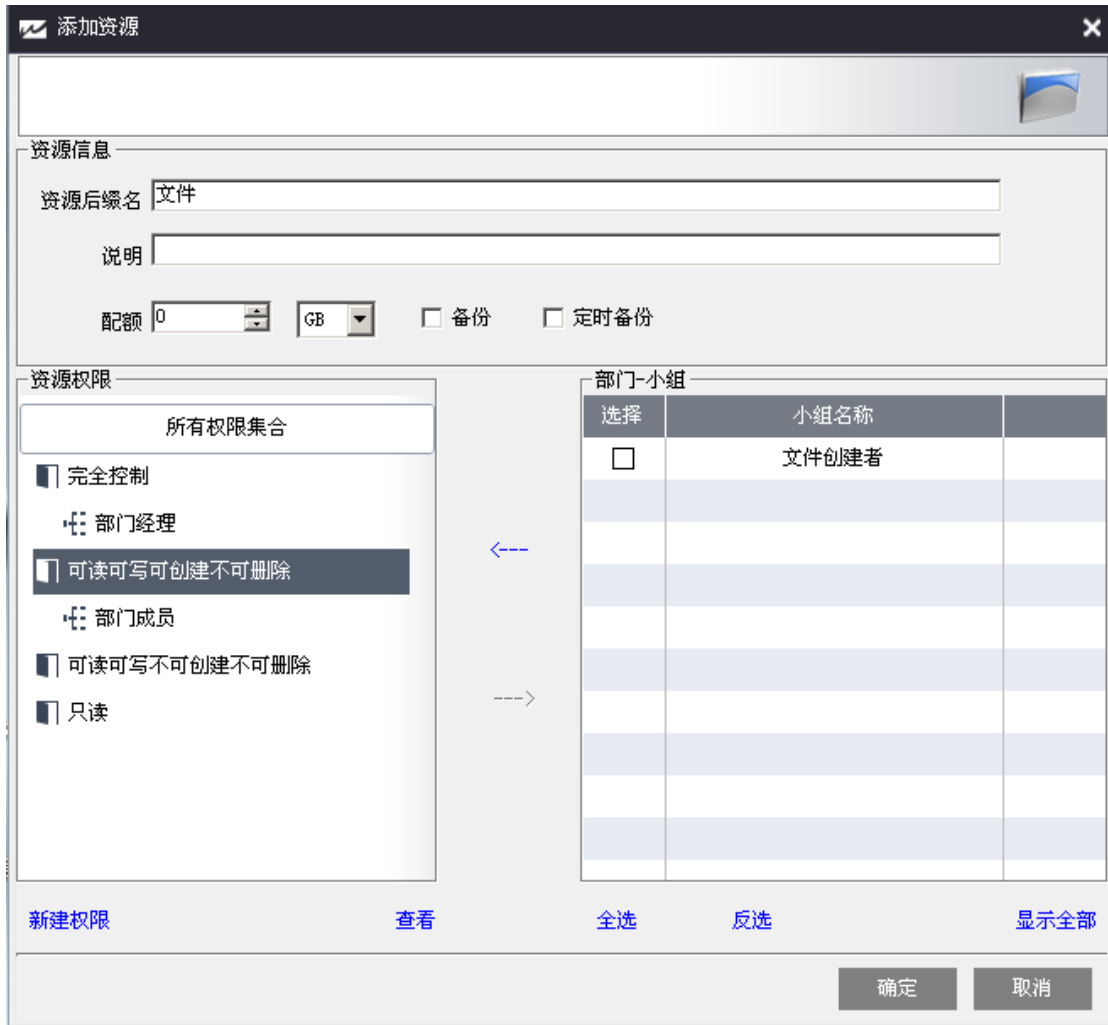 添加资源
资源信息
资源后缀名 文件
说明
配额 0 GB 备份 定时备份
资源权限
所有权限集合
完全控制
部门经理
可读可写可创建不可删除
部门成员
可读可写不可创建不可删除
只读
<---
--->
部门-小组
选择 小组名称
文件创建者
新建权限 查看 全选 反选 显示全部
确定 取消